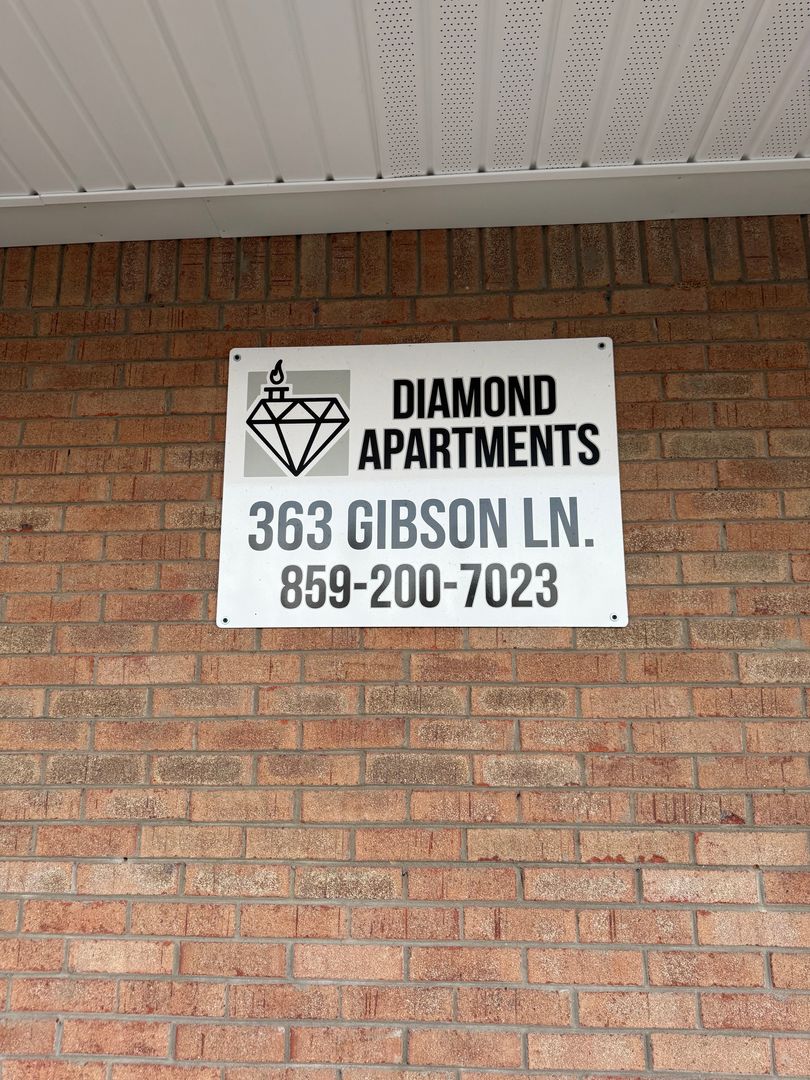 DIAMOND
APARTMENTS
363 GIBSON LN.
859-200-7023